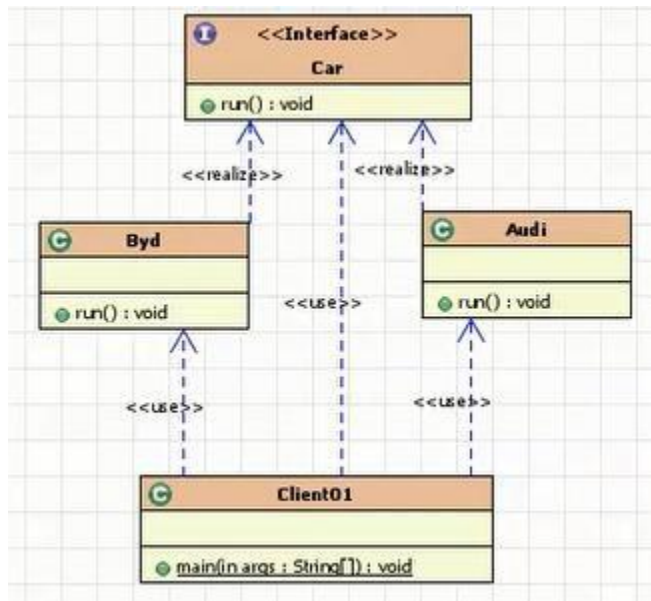 I
<<Interface>>
Car
run() : void
<<realize>>
<<realize>>
C
Byd
run() : void
C
Audi
run() : void
<<use>>
<<use>>
<<use>>
C
Client01
main(in args : String[]) : void